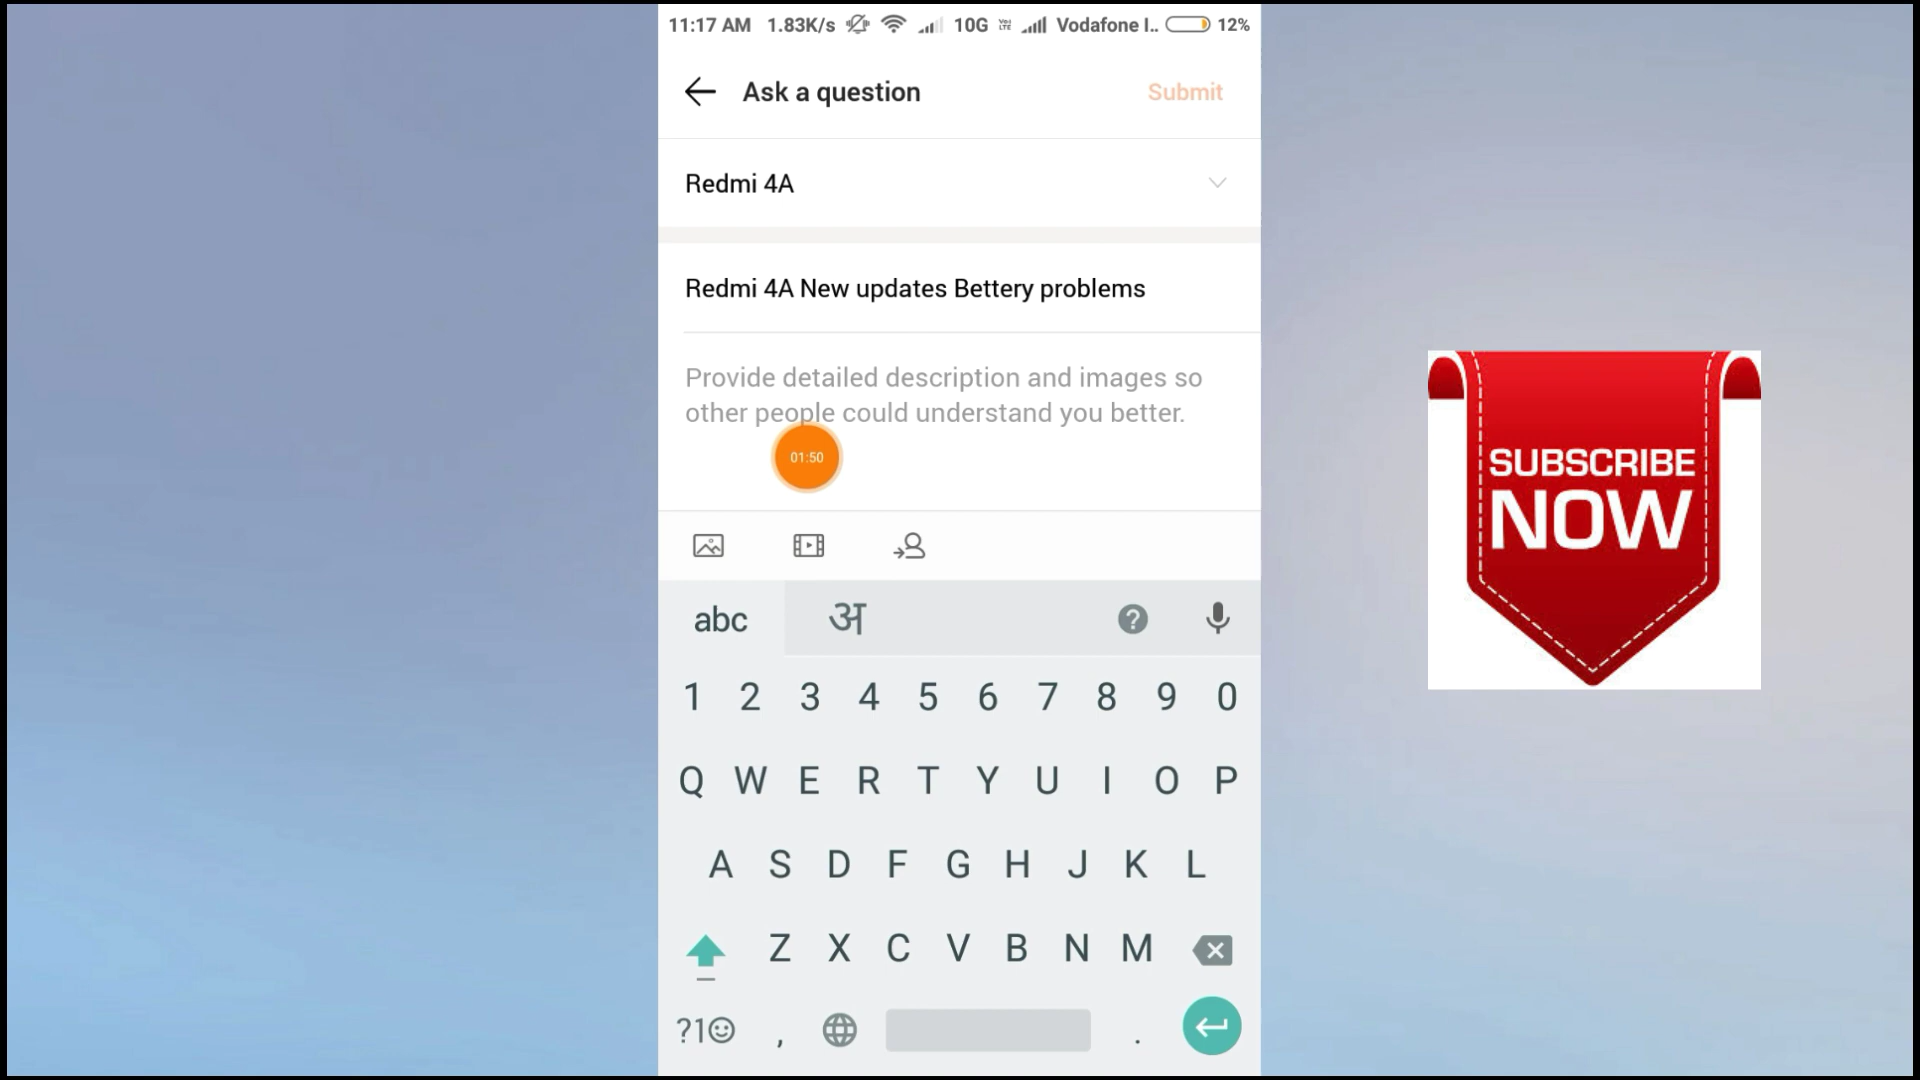 11:17 AM 1.83K/s 10G VoLTE Vodafone I.. 12%
Ask a question Submit
Redmi 4A
Redmi 4A New updates Bettery problems
Provide detailed description and images so
other people could understand you better.
01:50
SUBSCRIBE
NOW
abc अ ?
1 2 3 4 5 6 7 8 9 0
Q W E R T Y U I O P
A S D F G H J K L
Z X C V B N M
?1☺ , .